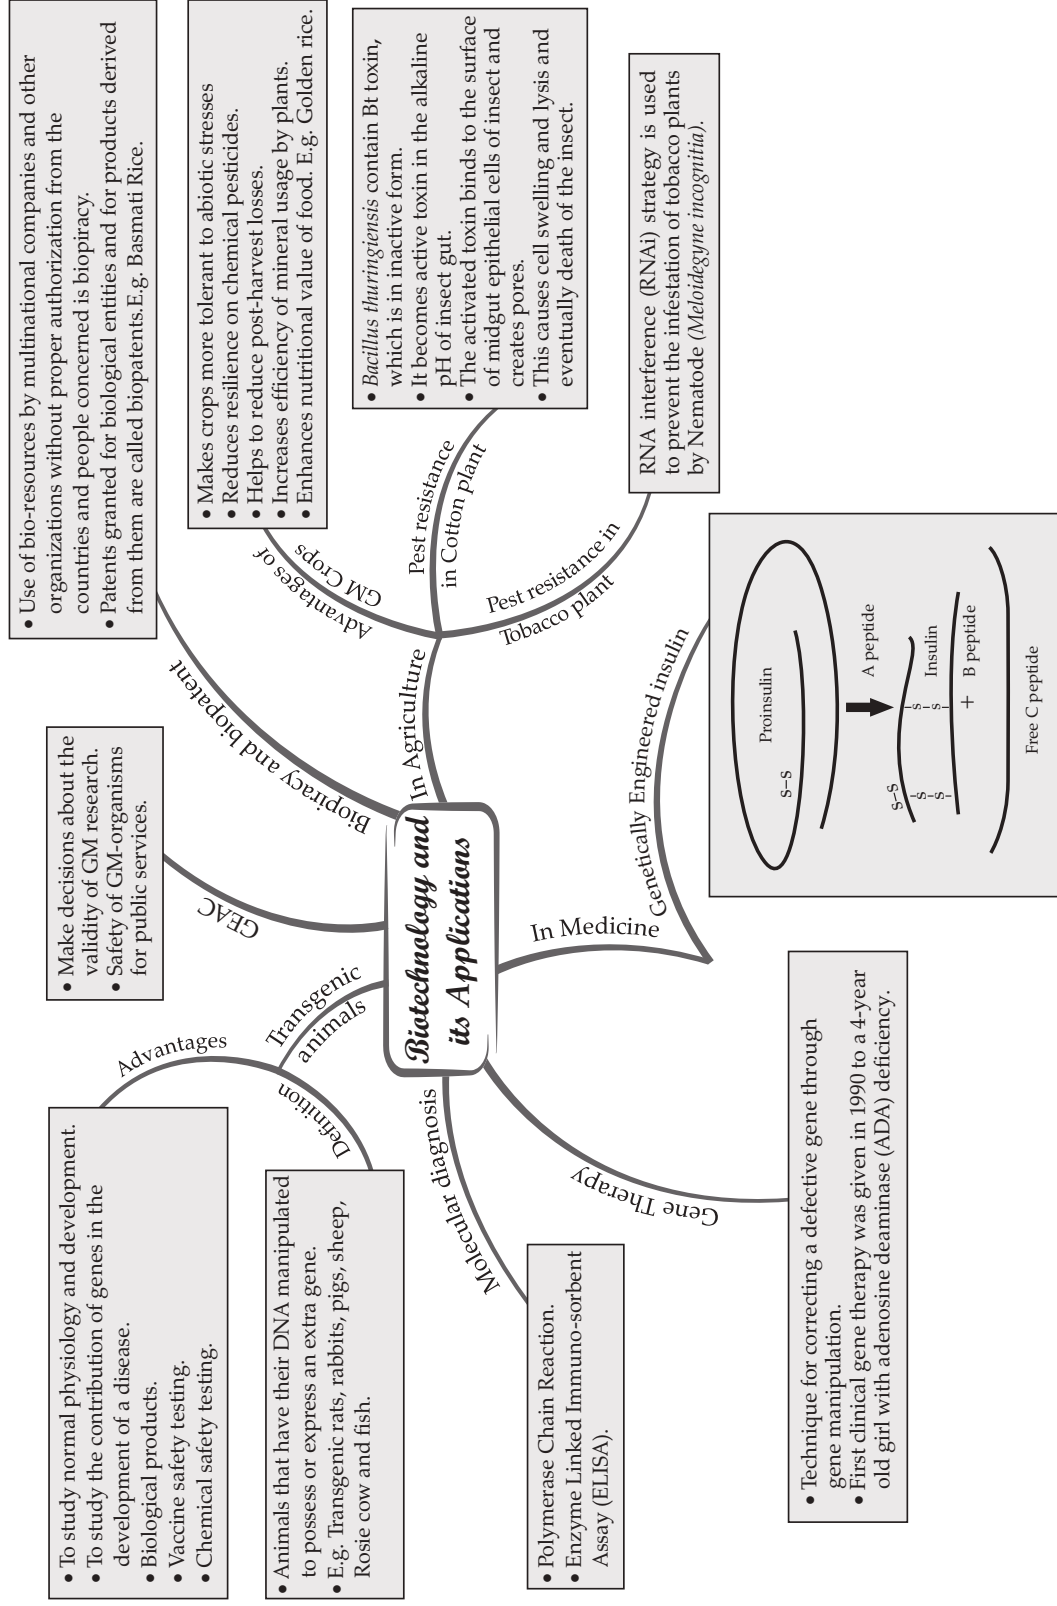 Biotechnology and
its Applications
Transgenic
animals
Advantages
• To study normal physiology and development.
• To study the contribution of genes in the
development of a disease.
• Biological products.
• Vaccine safety testing.
• Chemical safety testing.
Definition
• Animals that have their DNA manipulated
to possess or express an extra gene.
• E.g. Transgenic rats, rabbits, pigs, sheep,
Rosie cow and fish.
GEAC
• Make decisions about the
validity of GM research.
• Safety of GM-organisms
for public services.
Biopiracy and biopatent
• Use of bio-resources by multinational companies and other
organizations without proper authorization from the
countries and people concerned is biopiracy.
• Patents granted for biological entities and for products derived
from them are called biopatents.E.g. Basmati Rice.
In Agriculture
Advantages of
GM Crops
• Makes crops more tolerant to abiotic stresses
• Reduces resilience on chemical pesticides.
• Helps to reduce post-harvest losses.
• Increases efficiency of mineral usage by plants.
• Enhances nutritional value of food. E.g. Golden rice.
Pest resistance
in Cotton plant
• Bacillus thuringiensis contain Bt toxin,
which is in inactive form.
• It becomes active toxin in the alkaline
pH of insect gut.
• The activated toxin binds to the surface
of midgut epithelial cells of insect and
creates pores.
• This causes cell swelling and lysis and
eventually death of the insect.
Pest resistance in
Tobacco plant
RNA interference (RNAi) strategy is used
to prevent the infestation of tobacco plants
by Nematode (Meloidegyne incognitia).
In Medicine
Genetically Engineered insulin
Proinsulin
s–s
A peptide
s–s
s
s
s
s
Insulin
+
B peptide
Free C peptide
Gene Therapy
• Technique for correcting a defective gene through
gene manipulation.
• First clinical gene therapy was given in 1990 to a 4-year
old girl with adenosine deaminase (ADA) deficiency.
Molecular diagnosis
• Polymerase Chain Reaction.
• Enzyme Linked Immuno-sorbent
Assay (ELISA).